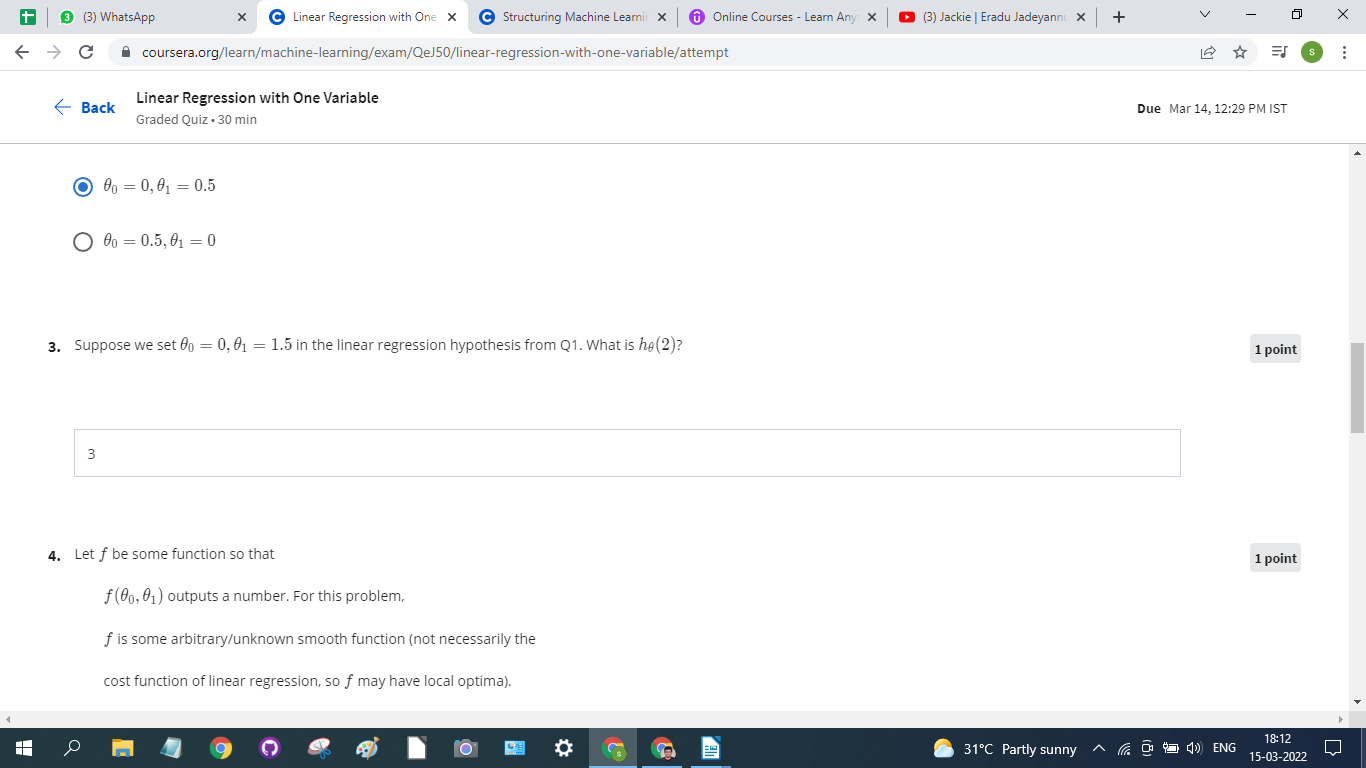 (3) WhatsApp
Linear Regression with One
Structuring Machine Learnin
Online Courses - Learn Any
(3) Jackie | Eradu Jadeyannu
coursera.org/learn/machine-learning/exam/QeJ50/linear-regression-with-one-variable/attempt
S
Back
Linear Regression with One Variable
Graded Quiz • 30 min
Due Mar 14, 12:29 PM IST
θ₀ = 0, θ₁ = 0.5
θ₀ = 0.5, θ₁ = 0
3. Suppose we set θ₀ = 0, θ₁ = 1.5 in the linear regression hypothesis from Q1. What is hθ(2)?
1 point
3
4. Let f be some function so that
1 point
f(θ₀, θ₁) outputs a number. For this problem,
f is some arbitrary/unknown smooth function (not necessarily the
cost function of linear regression, so f may have local optima).
31°C Partly sunny
ENG
18:12
15-03-2022